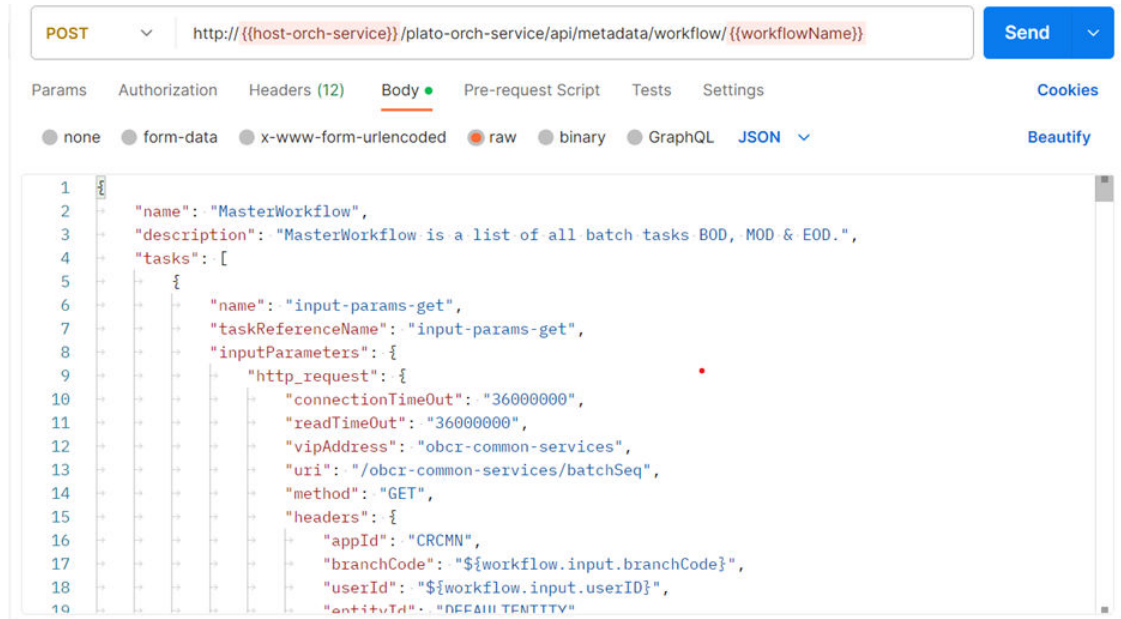 POST http://{{host-orch-service}}/plato-orch-service/api/metadata/workflow/{{workflowName}} Send
Params Authorization Headers (12) Body Pre-request Script Tests Settings Cookies
none form-data x-www-form-urlencoded raw binary GraphQL JSON Beautify
1 {
2 "name": "MasterWorkflow",
3 "description": "MasterWorkflow is a list of all batch tasks BOD, MOD & EOD.",
4 "tasks": [
5 {
6 "name": "input-params-get",
7 "taskReferenceName": "input-params-get",
8 "inputParameters": {
9 "http_request": {
10 "connectionTimeOut": "36000000",
11 "readTimeOut": "36000000",
12 "vipAddress": "obcr-common-services",
13 "uri": "/obcr-common-services/batchSeq",
14 "method": "GET",
15 "headers": {
16 "appId": "CRCMN",
17 "branchCode": "${workflow.input.branchCode}",
18 "userId": "${workflow.input.userID}",
19 "entityId": "DEFAULTENTITY"